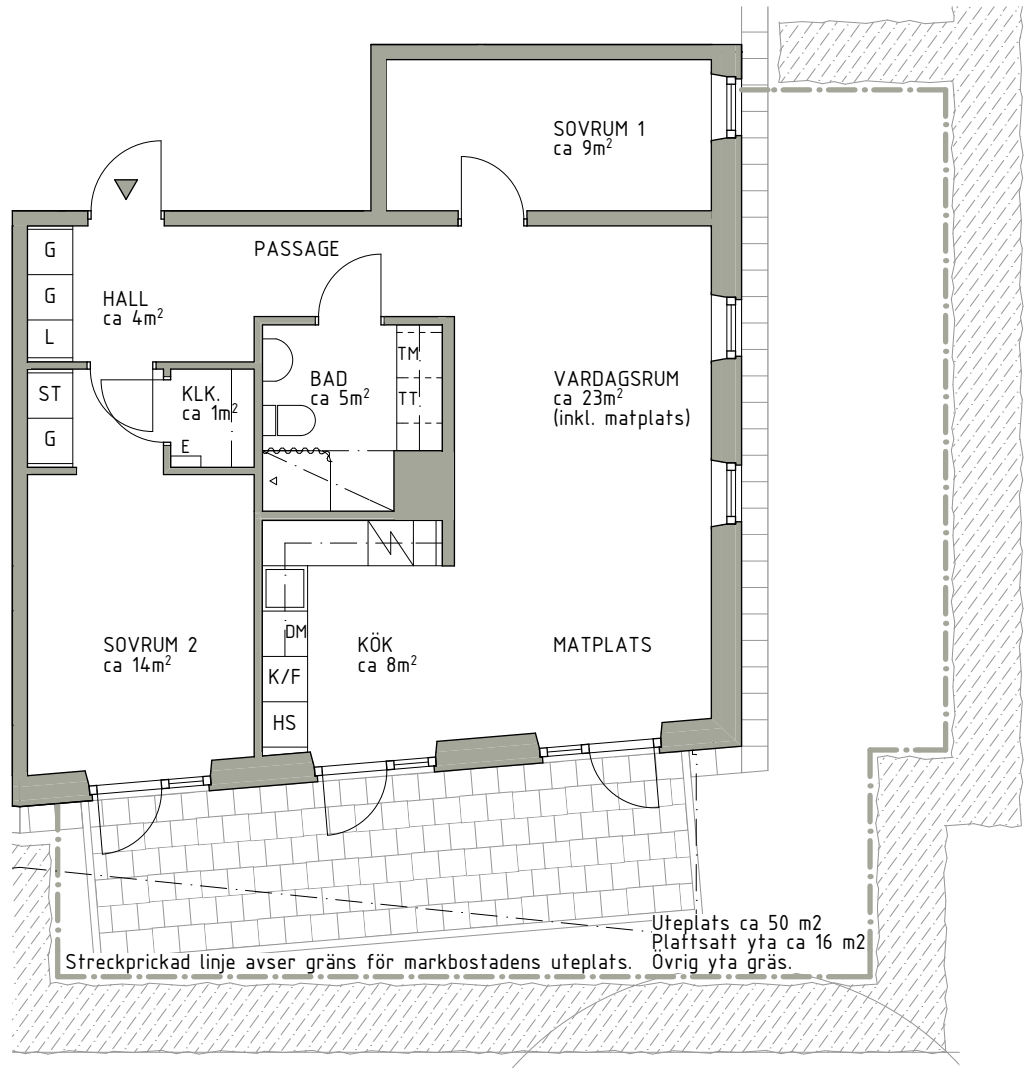 SOVRUM 1
ca 9m²
PASSAGE
G
G
L
HALL
ca 4m²
ST
G
KLK.
ca 1m²
E
BAD
ca 5m²
TM
TT
VARDAGSRUM
ca 23m²
(inkl. matplats)
SOVRUM 2
ca 14m²
DM
K/F
HS
KÖK
ca 8m²
MATPLATS
Uteplats ca 50 m2
Plattsatt yta ca 16 m2
Streckprickad linje avser gräns för markbostadens uteplats. Övrig yta gräs.